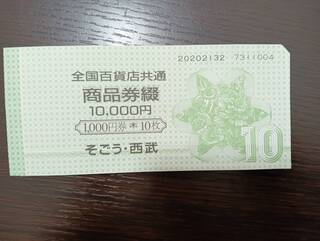 20202132 7311004
全国百貨店共通
商品券綴
10,000円
1,000円券＊10枚
そごう・西武
10